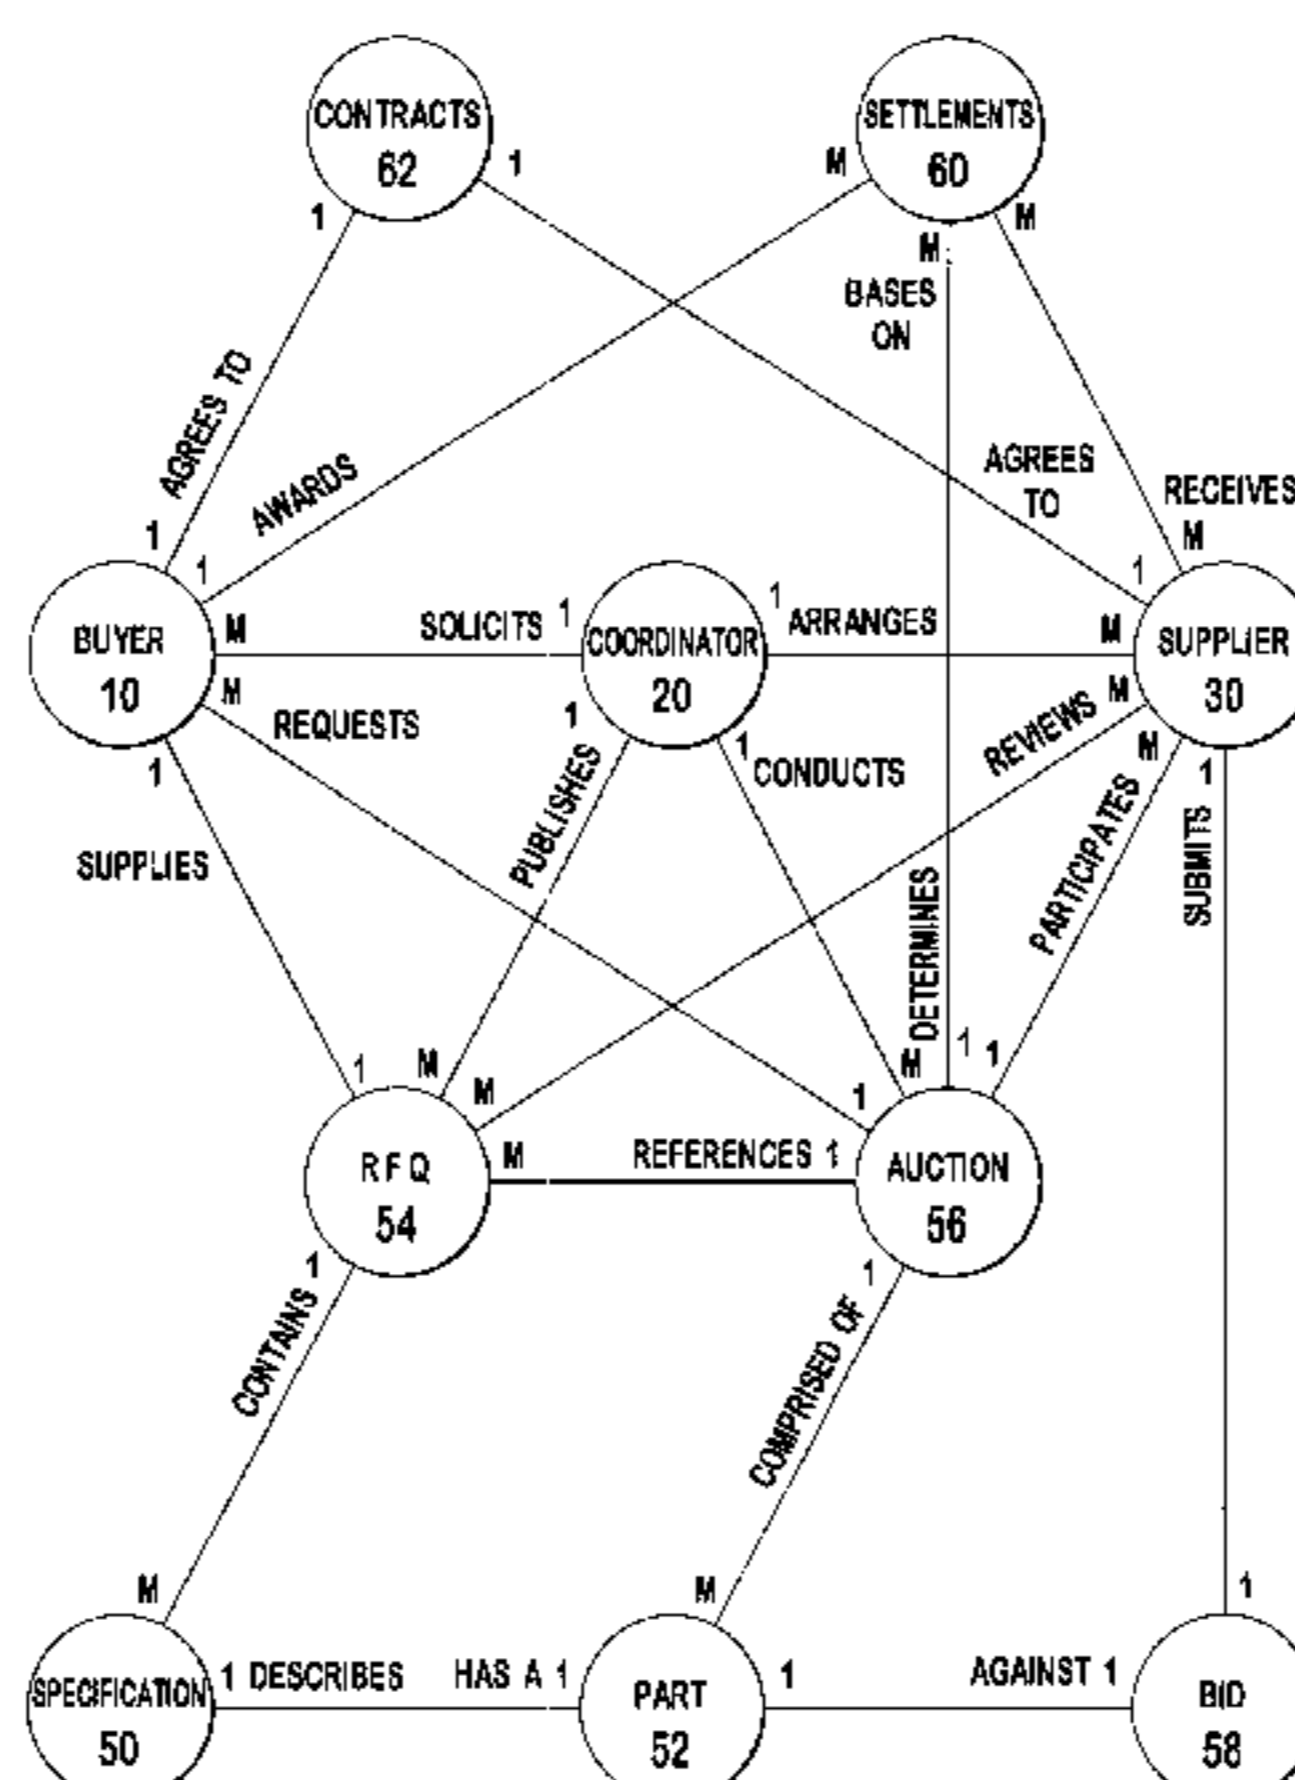 CONTRACTS
62
SETTLEMENTS
60
1
M
1
M
M
BASES
ON
AGREES TO
AWARDS
AGREES
TO
RECEIVES
1
1
M
1
BUYER
10
M
SOLICITS
1
COORDINATOR
20
1
ARRANGES
M
SUPPLIER
30
M
REQUESTS
1
PUBLISHES
1
CONDUCTS
REVIEWS
M
M
1
1
SUPPLIES
DETERMINES
PARTICIPATES
SUBMITS
1
M
M
1
M
1
1
RFQ
54
M
REFERENCES 1
AUCTION
56
1
CONTAINS
1
COMPRISED OF
M
M
1
SPECIFICATION
50
1 DESCRIBES
HAS A 1
PART
52
1
AGAINST 1
BID
58